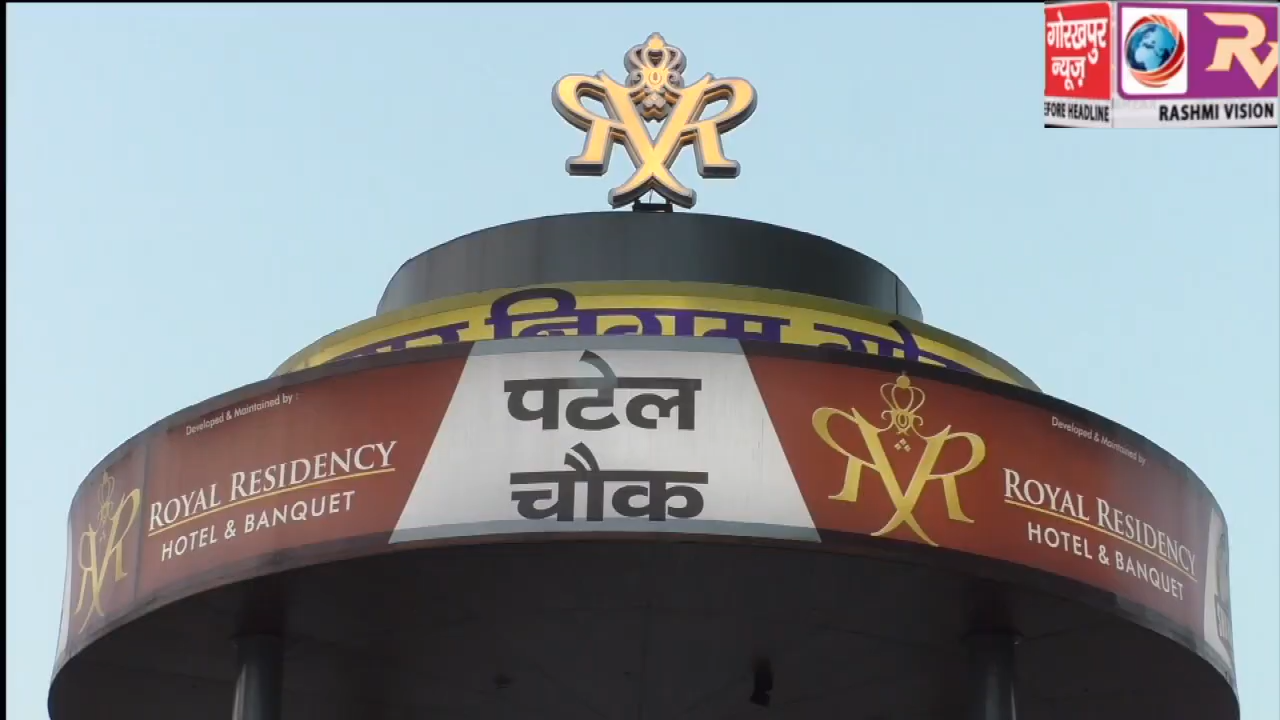 गोरखपुर
न्यूज़
EFORE HEADLINE
RASHMI VISION
Developed & Maintained by :
ROYAL RESIDENCY
HOTEL & BANQUET
पटेल
चौक
Developed & Maintained by
ROYAL RESIDENCY
HOTEL & BANQUET